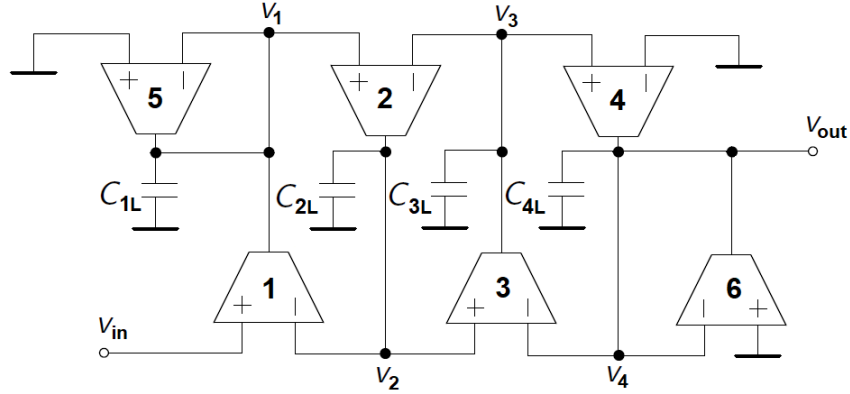 V1
V3
+ –
5
+ –
2
+ –
4
Vout
C1L
C2L
C3L
C4L
1
+ –
3
+ –
6
– +
Vin
V2
V4